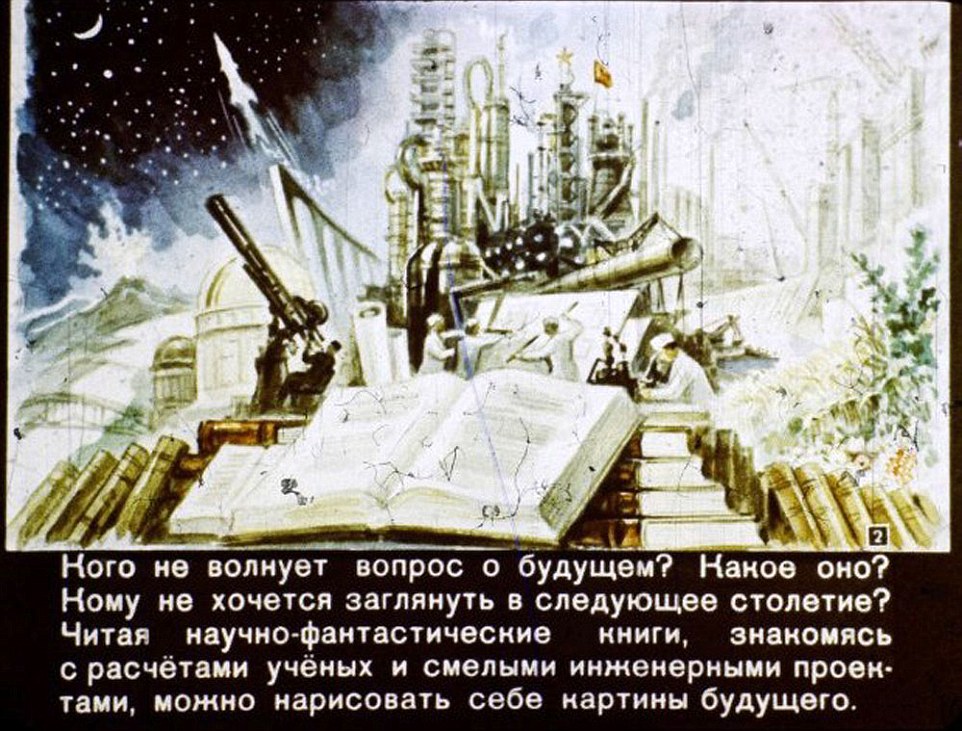 2
Кого не волнует вопрос о будущем? Какое оно?
Кому не хочется заглянуть в следующее столетие?
Читая научно-фантастические книги, знакомясь
с расчётами учёных и смелыми инженерными проек-
тами, можно нарисовать себе картины будущего.